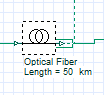 Optical Fiber
Length = 50 km